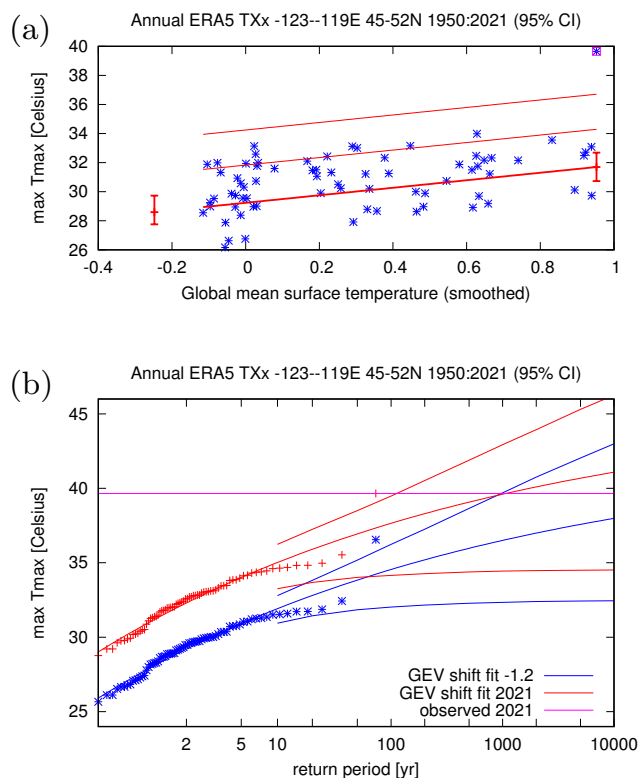 (a)
Annual ERA5 TXx -123--119E 45-52N 1950:2021 (95% CI)
max Tmax [Celsius]
40
38
36
34
32
30
28
26
-0.4
-0.2
0
0.2
0.4
0.6
0.8
1
Global mean surface temperature (smoothed)
(b)
Annual ERA5 TXx -123--119E 45-52N 1950:2021 (95% CI)
max Tmax [Celsius]
45
40
35
30
25
GEV shift fit -1.2
GEV shift fit 2021
observed 2021
2
5
10
100
1000
10000
return period [yr]